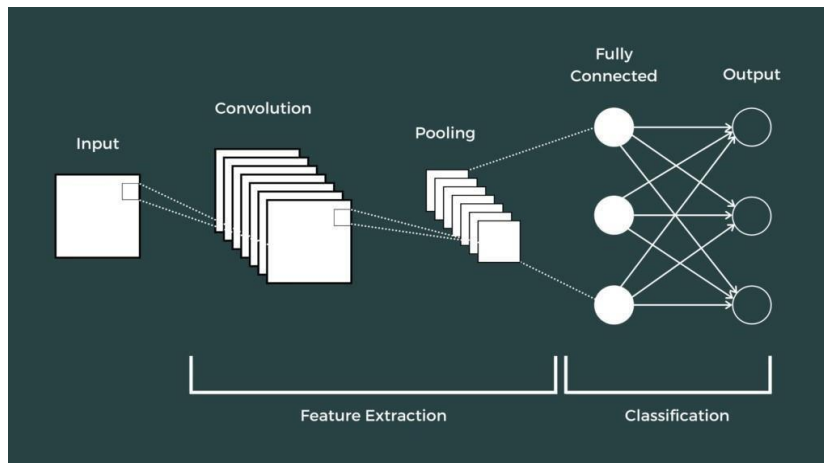 Input
Convolution
Pooling
Fully
Connected
Output
Feature Extraction
Classification